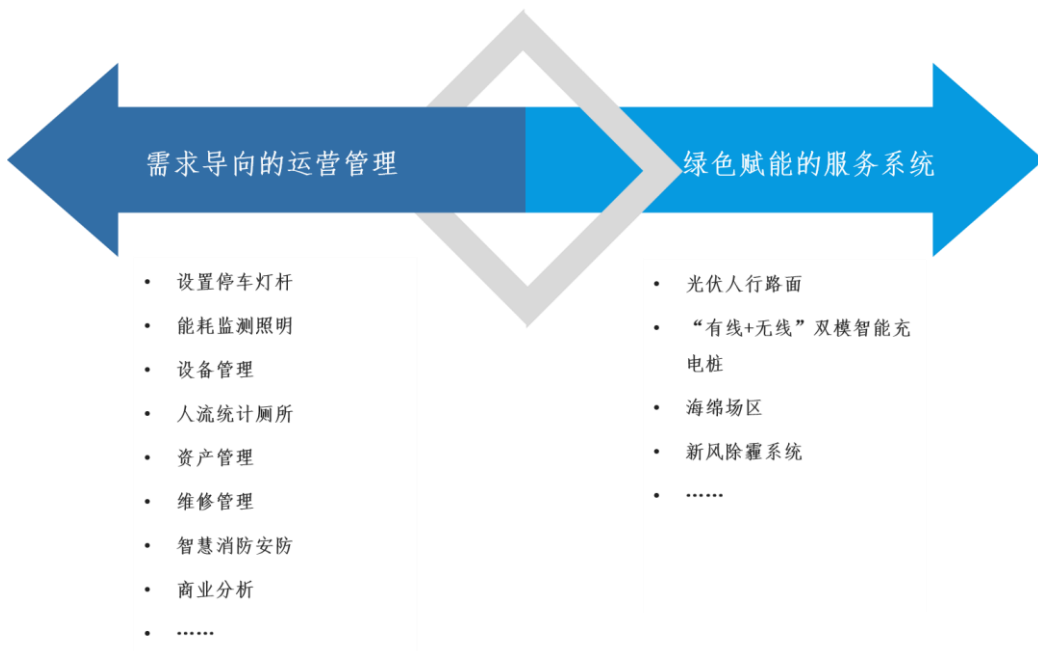 需求导向的运营管理
绿色赋能的服务系统
• 设置停车灯杆
• 能耗监测照明
• 设备管理
• 人流统计厕所
• 资产管理
• 维修管理
• 智慧消防安防
• 商业分析
• ……
• 光伏人行路面
• “有线+无线”双模智能充
电桩
• 海绵场区
• 新风除霾系统
• ……